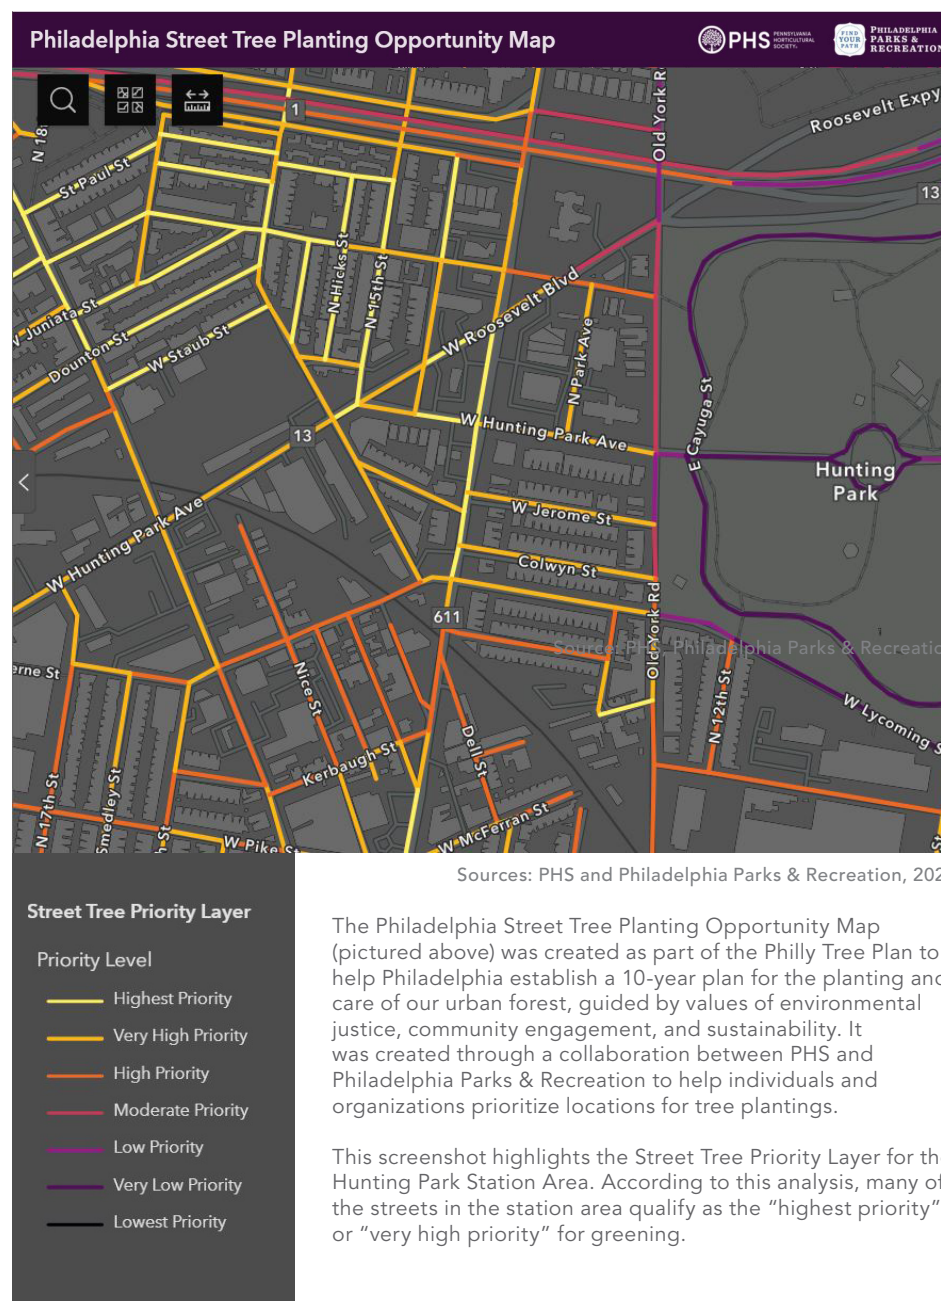 Philadelphia Street Tree Planting Opportunity Map
PHS PENNSYLVANIA HORTICULTURAL SOCIETY.
FIND YOUR PATH
PHILADELPHIA
PARKS &
RECREATION
1
N 18
Old York R
Roosevelt Expy
St Paul St
13
N Hicks St
N 15th St
W Roosevelt Blvd
W Juniata St
Dounton St
W Staub St
N Park Ave
E Cayuga St
W Hunting Park Ave
13
Hunting
Park
W Hunting Park Ave
W Jerome St
Colwyn St
611
Old York Rd
Source: PHS, Philadelphia Parks & Recreatio
erne St
Nice St
N 12th St
W Lycoming S
Dell St
Kerbaugh St
N 17th St
Smedley St
h St
W Pike St
W McFerran St
St
Sources: PHS and Philadelphia Parks & Recreation, 202
Street Tree Priority Layer
Priority Level
Highest Priority
Very High Priority
High Priority
Moderate Priority
Low Priority
Very Low Priority
Lowest Priority
The Philadelphia Street Tree Planting Opportunity Map
(pictured above) was created as part of the Philly Tree Plan to
help Philadelphia establish a 10-year plan for the planting and
care of our urban forest, guided by values of environmental
justice, community engagement, and sustainability. It
was created through a collaboration between PHS and
Philadelphia Parks & Recreation to help individuals and
organizations prioritize locations for tree plantings.
This screenshot highlights the Street Tree Priority Layer for the
Hunting Park Station Area. According to this analysis, many of
the streets in the station area qualify as the “highest priority”
or “very high priority” for greening.